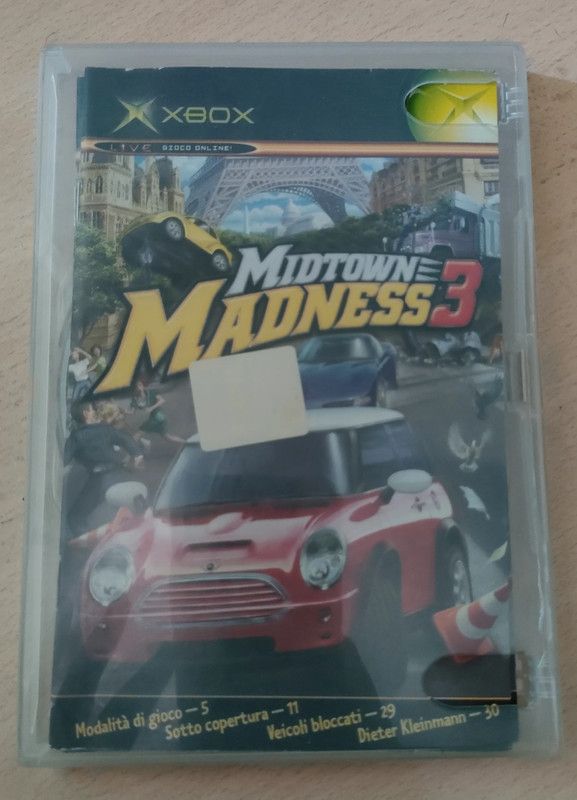 XBOX
LIVE GIOCO ONLINE!
MIDTOWN
MADNESS 3
Modalità di gioco – 5
Sotto copertura – 11
Veicoli bloccati – 29
Dieter Kleinmann – 30